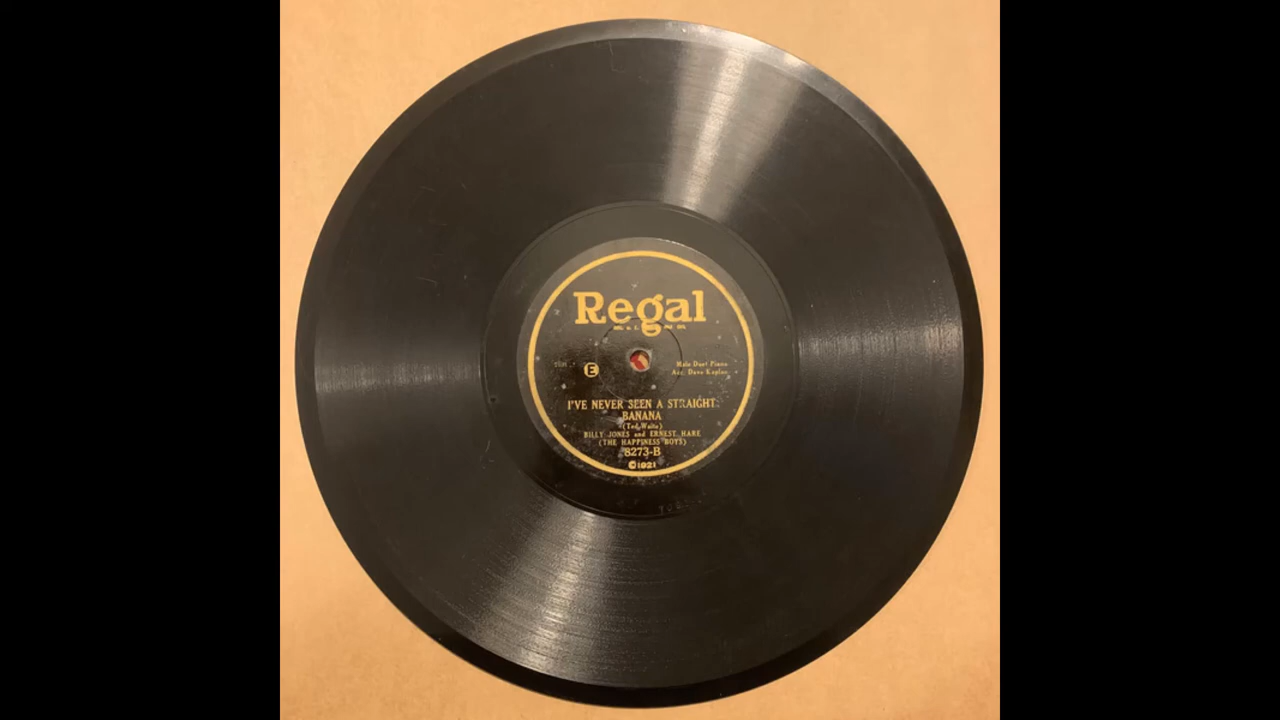 Regal
E
Male Duet Piano
Acc. Dave Kaplan
I'VE NEVER SEEN A STRAIGHT
BANANA
(Ted Waite)
BILLY JONES and ERNEST HARE
(THE HAPPINESS BOYS)
8273-B
©1921